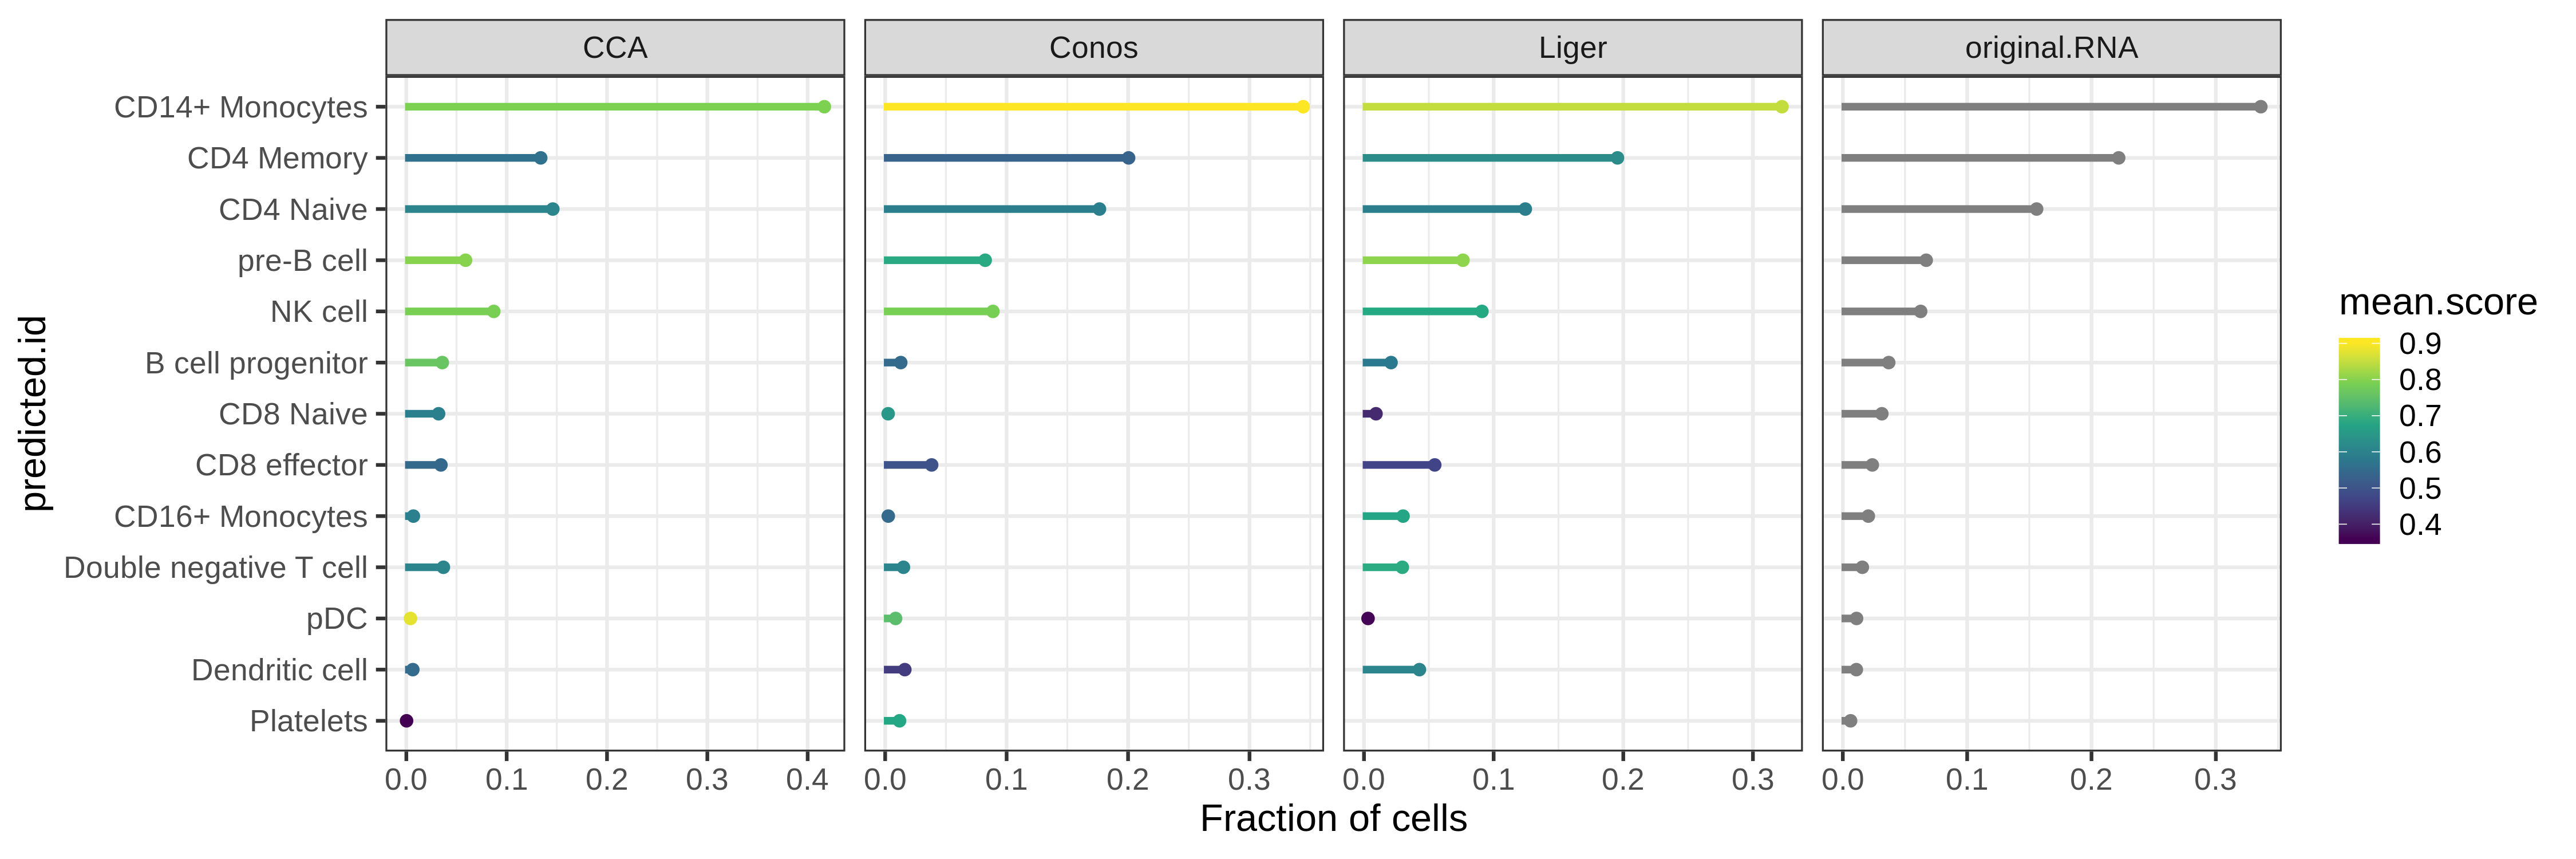 CCA
Conos
Liger
original.RNA
predicted.id
CD14+ Monocytes
CD4 Memory
CD4 Naive
pre-B cell
NK cell
B cell progenitor
CD8 Naive
CD8 effector
CD16+ Monocytes
Double negative T cell
pDC
Dendritic cell
Platelets
0.0 0.1 0.2 0.3 0.4
0.0 0.1 0.2 0.3
0.0 0.1 0.2 0.3
0.0 0.1 0.2 0.3
Fraction of cells
mean.score
0.9
0.8
0.7
0.6
0.5
0.4